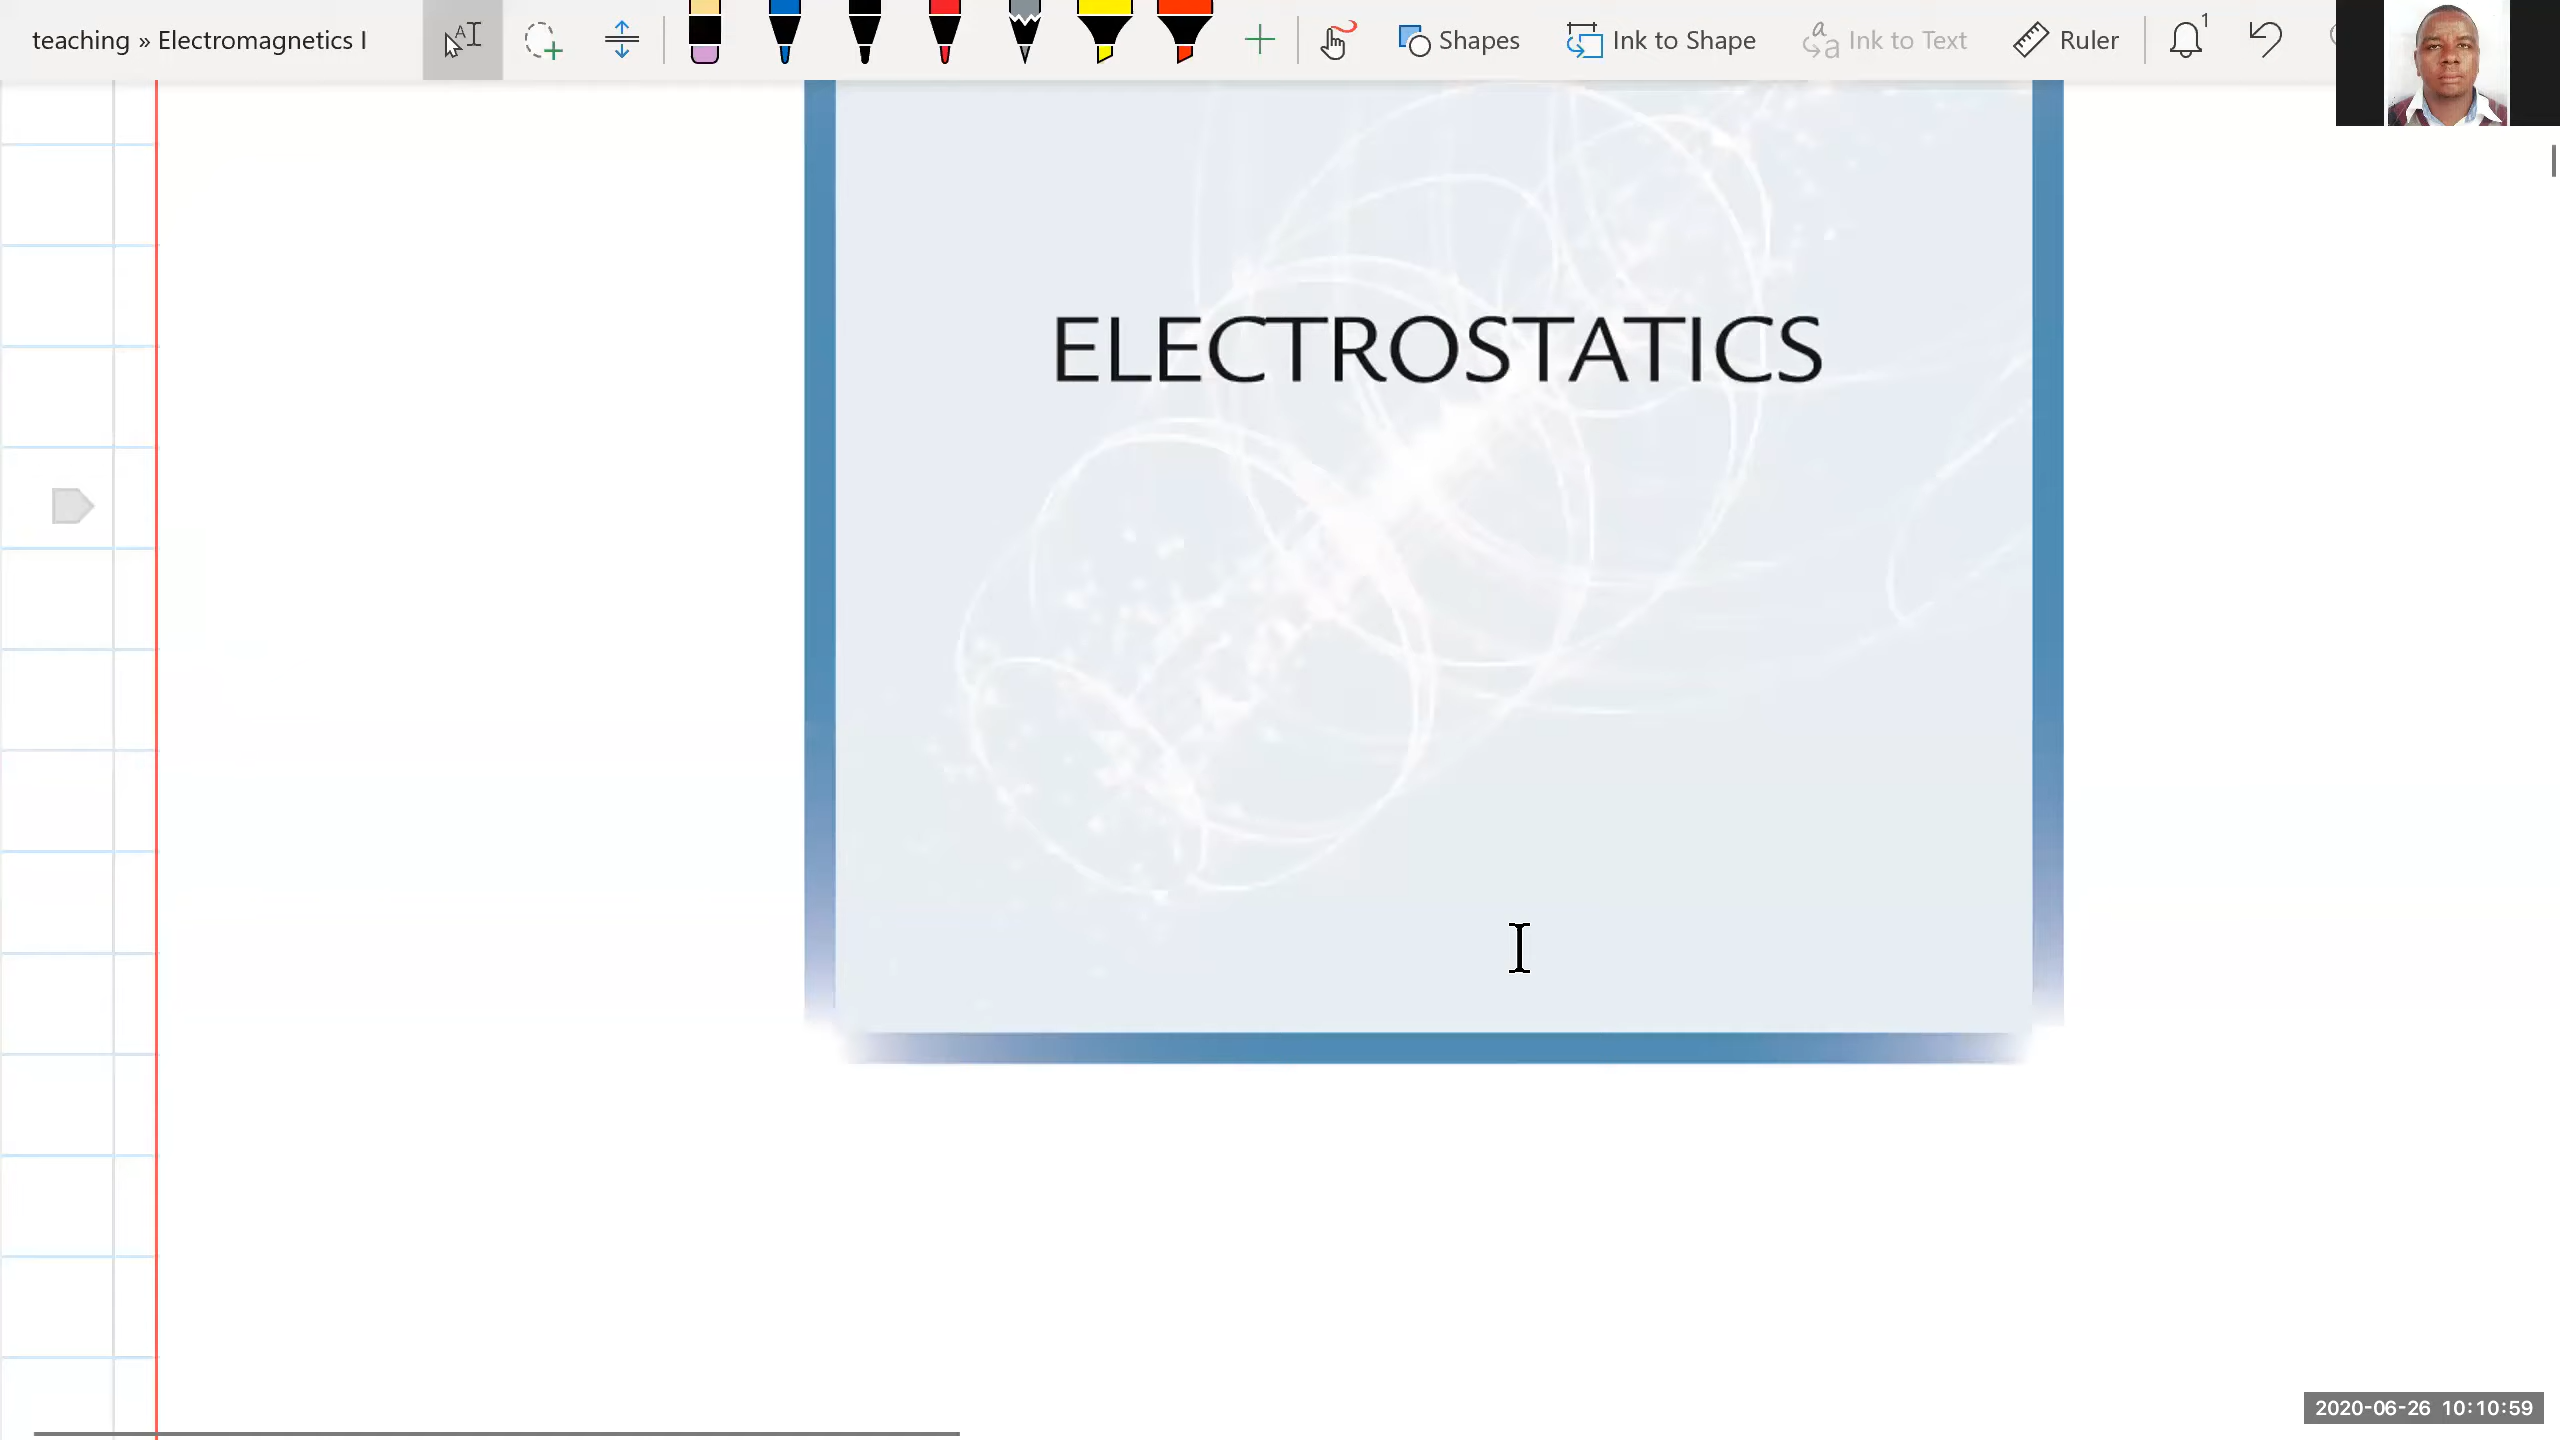 teaching » Electromagnetics I
Shapes
Ink to Shape
Ink to Text
Ruler
1
ELECTROSTATICS
2020-06-26 10:10:59